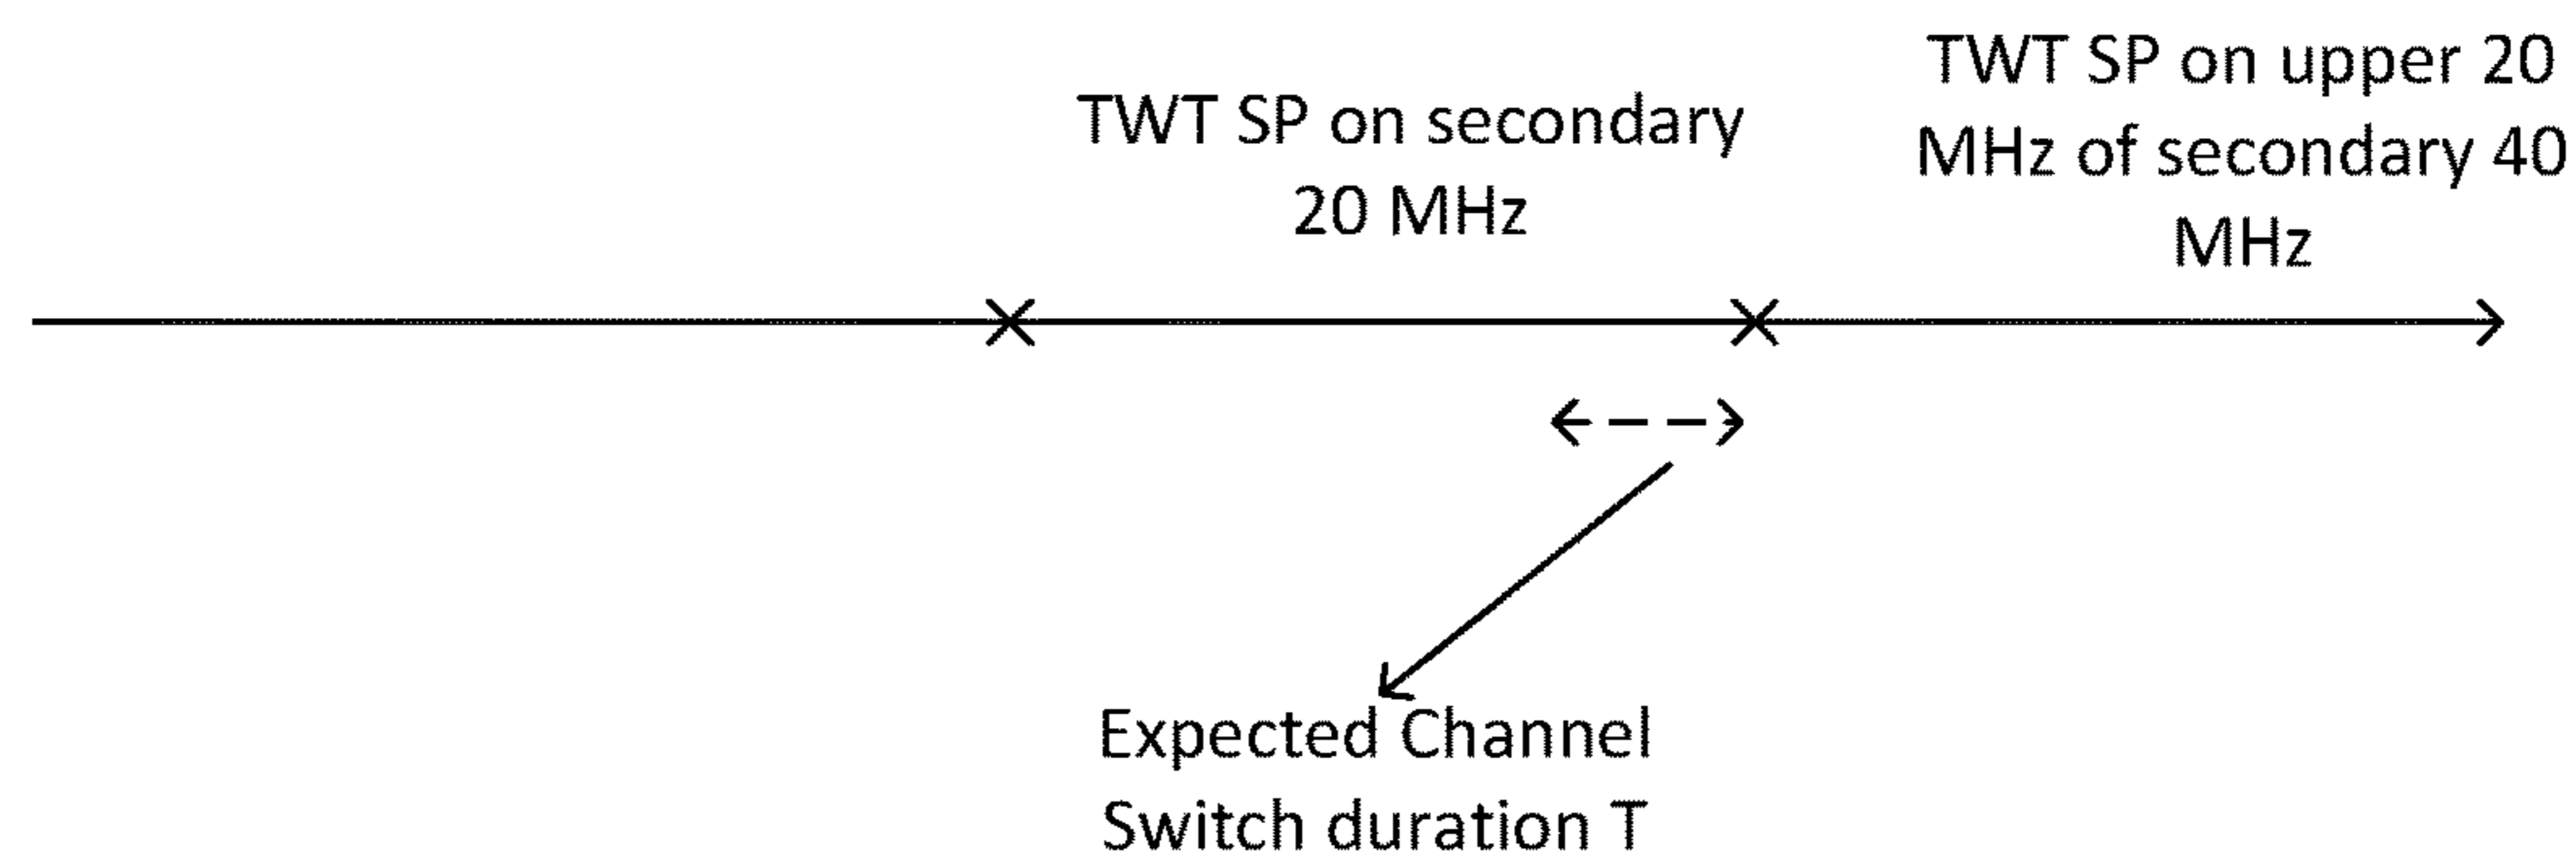 TWT SP on secondary
20 MHz
TWT SP on upper 20
MHz of secondary 40
MHz
Expected Channel
Switch duration T